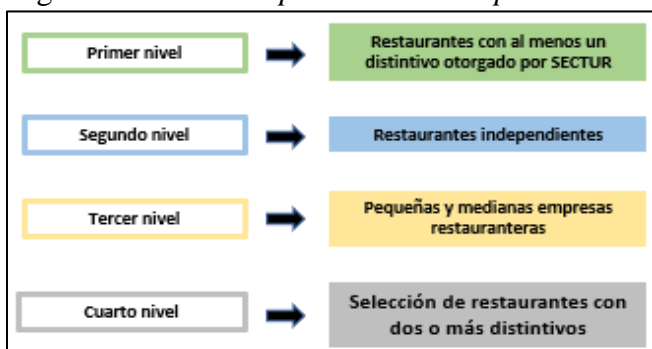 Primer nivel
Restaurantes con al menos un
distintivo otorgado por SECTUR
Segundo nivel
Restaurantes independientes
Tercer nivel
Pequeñas y medianas empresas
restauranteras
Cuarto nivel
Selección de restaurantes con
dos o más distintivos